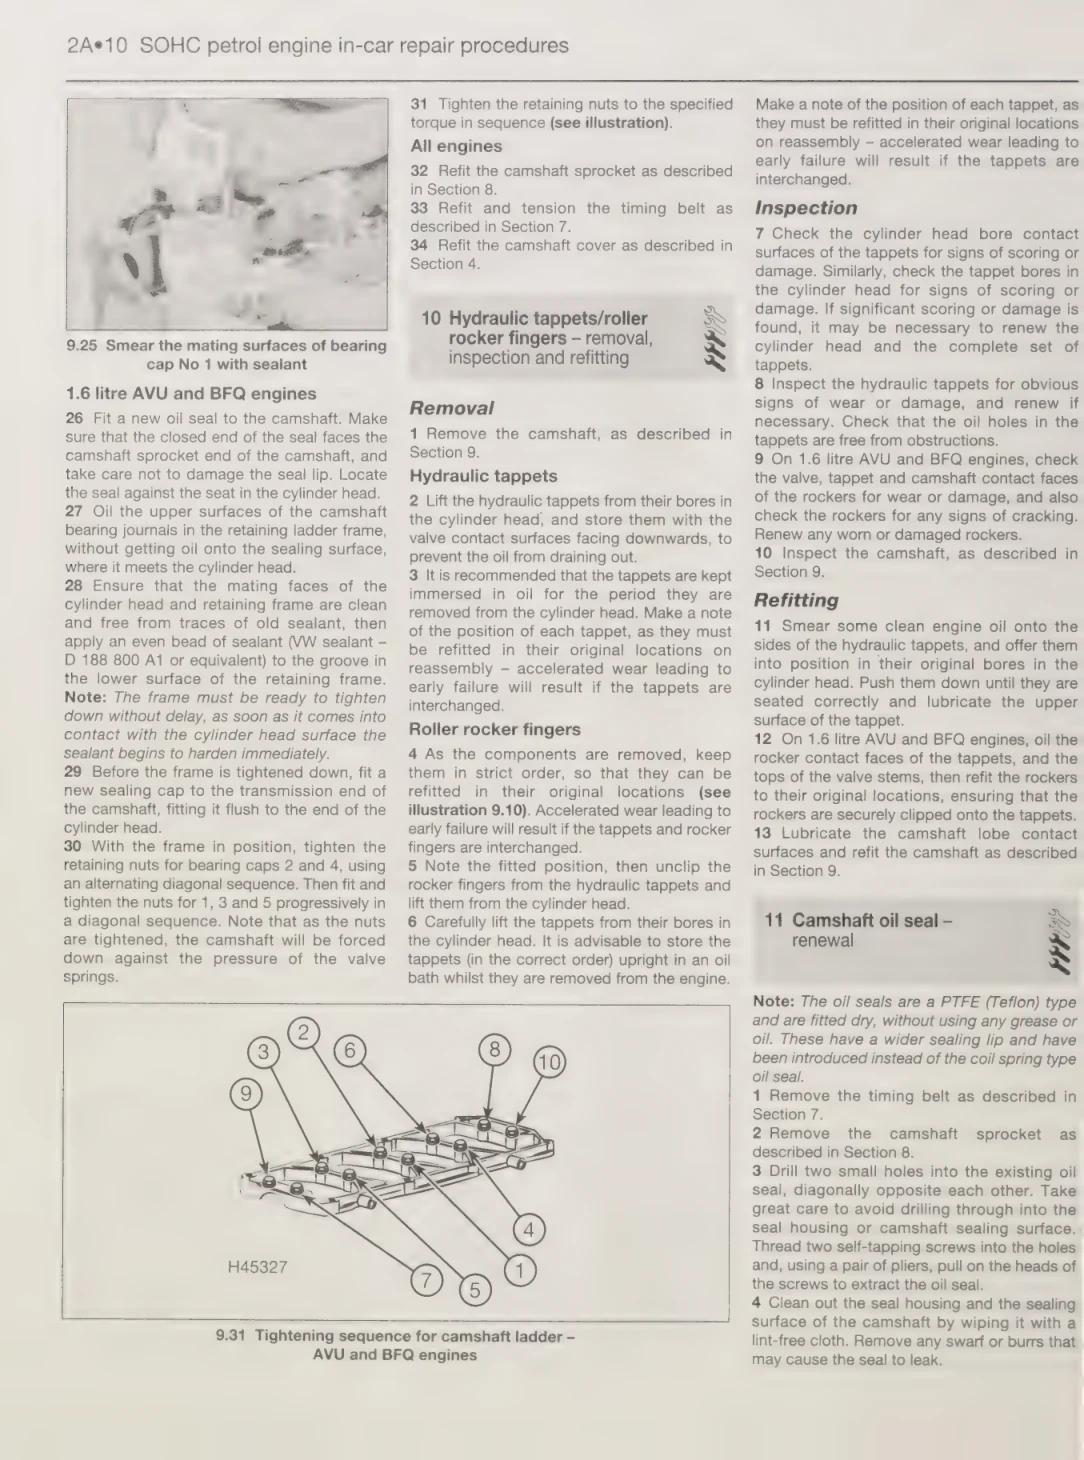 2A•10 SOHC petrol engine in-car repair procedures
9.25 Smear the mating surfaces of bearing
cap No 1 with sealant
1.6 litre AVU and BFQ engines
26 Fit a new oil seal to the camshaft. Make
sure that the closed end of the seal faces the
camshaft sprocket end of the camshaft, and
take care not to damage the seal lip. Locate
the seal against the seat in the cylinder head.
27 Oil the upper surfaces of the camshaft
bearing journals in the retaining ladder frame,
without getting oil onto the sealing surface,
where it meets the cylinder head.
28 Ensure that the mating faces of the
cylinder head and retaining frame are clean
and free from traces of old sealant, then
apply an even bead of sealant (VW sealant –
D 188 800 A1 or equivalent) to the groove in
the lower surface of the retaining frame.
Note: The frame must be ready to tighten
down without delay, as soon as it comes into
contact with the cylinder head surface the
sealant begins to harden immediately.
29 Before the frame is tightened down, fit a
new sealing cap to the transmission end of
the camshaft, fitting it flush to the end of the
cylinder head.
30 With the frame in position, tighten the
retaining nuts for bearing caps 2 and 4, using
an alternating diagonal sequence. Then fit and
tighten the nuts for 1, 3 and 5 progressively in
a diagonal sequence. Note that as the nuts
are tightened, the camshaft will be forced
down against the pressure of the valve
springs.
31 Tighten the retaining nuts to the specified
torque in sequence (see illustration).
All engines
32 Refit the camshaft sprocket as described
in Section 8.
33 Refit and tension the timing belt as
described in Section 7.
34 Refit the camshaft cover as described in
Section 4.
10 Hydraulic tappets/roller
rocker fingers – removal,
inspection and refitting
Removal
1 Remove the camshaft, as described in
Section 9.
Hydraulic tappets
2 Lift the hydraulic tappets from their bores in
the cylinder head, and store them with the
valve contact surfaces facing downwards, to
prevent the oil from draining out.
3 It is recommended that the tappets are kept
immersed in oil for the period they are
removed from the cylinder head. Make a note
of the position of each tappet, as they must
be refitted in their original locations on
reassembly – accelerated wear leading to
early failure will result if the tappets are
interchanged.
Roller rocker fingers
4 As the components are removed, keep
them in strict order, so that they can be
refitted in their original locations (see
illustration 9.10). Accelerated wear leading to
early failure will result if the tappets and rocker
fingers are interchanged.
5 Note the fitted position, then unclip the
rocker fingers from the hydraulic tappets and
lift them from the cylinder head.
6 Carefully lift the tappets from their bores in
the cylinder head. It is advisable to store the
tappets (in the correct order) upright in an oil
bath whilst they are removed from the engine.
2
3
6
8
10
9
4
1
7
5
H45327
9.31 Tightening sequence for camshaft ladder –
AVU and BFQ engines
Make a note of the position of each tappet, as
they must be refitted in their original locations
on reassembly – accelerated wear leading to
early failure will result if the tappets are
interchanged.
Inspection
7 Check the cylinder head bore contact
surfaces of the tappets for signs of scoring or
damage. Similarly, check the tappet bores in
the cylinder head for signs of scoring or
damage. If significant scoring or damage is
found, it may be necessary to renew the
cylinder head and the complete set of
tappets.
8 Inspect the hydraulic tappets for obvious
signs of wear or damage, and renew if
necessary. Check that the oil holes in the
tappets are free from obstructions.
9 On 1.6 litre AVU and BFQ engines, check
the valve, tappet and camshaft contact faces
of the rockers for wear or damage, and also
check the rockers for any signs of cracking.
Renew any worn or damaged rockers.
10 Inspect the camshaft, as described in
Section 9.
Refitting
11 Smear some clean engine oil onto the
sides of the hydraulic tappets, and offer them
into position in their original bores in the
cylinder head. Push them down until they are
seated correctly and lubricate the upper
surface of the tappet.
12 On 1.6 litre AVU and BFQ engines, oil the
rocker contact faces of the tappets, and the
tops of the valve stems, then refit the rockers
to their original locations, ensuring that the
rockers are securely clipped onto the tappets.
13 Lubricate the camshaft lobe contact
surfaces and refit the camshaft as described
in Section 9.
11 Camshaft oil seal –
renewal
Note: The oil seals are a PTFE (Teflon) type
and are fitted dry, without using any grease or
oil. These have a wider sealing lip and have
been introduced instead of the coil spring type
oil seal.
1 Remove the timing belt as described in
Section 7.
2 Remove the camshaft sprocket as
described in Section 8.
3 Drill two small holes into the existing oil
seal, diagonally opposite each other. Take
great care to avoid drilling through into the
seal housing or camshaft sealing surface.
Thread two self-tapping screws into the holes
and, using a pair of pliers, pull on the heads of
the screws to extract the oil seal.
4 Clean out the seal housing and the sealing
surface of the camshaft by wiping it with a
lint-free cloth. Remove any swarf or burrs that
may cause the seal to leak.